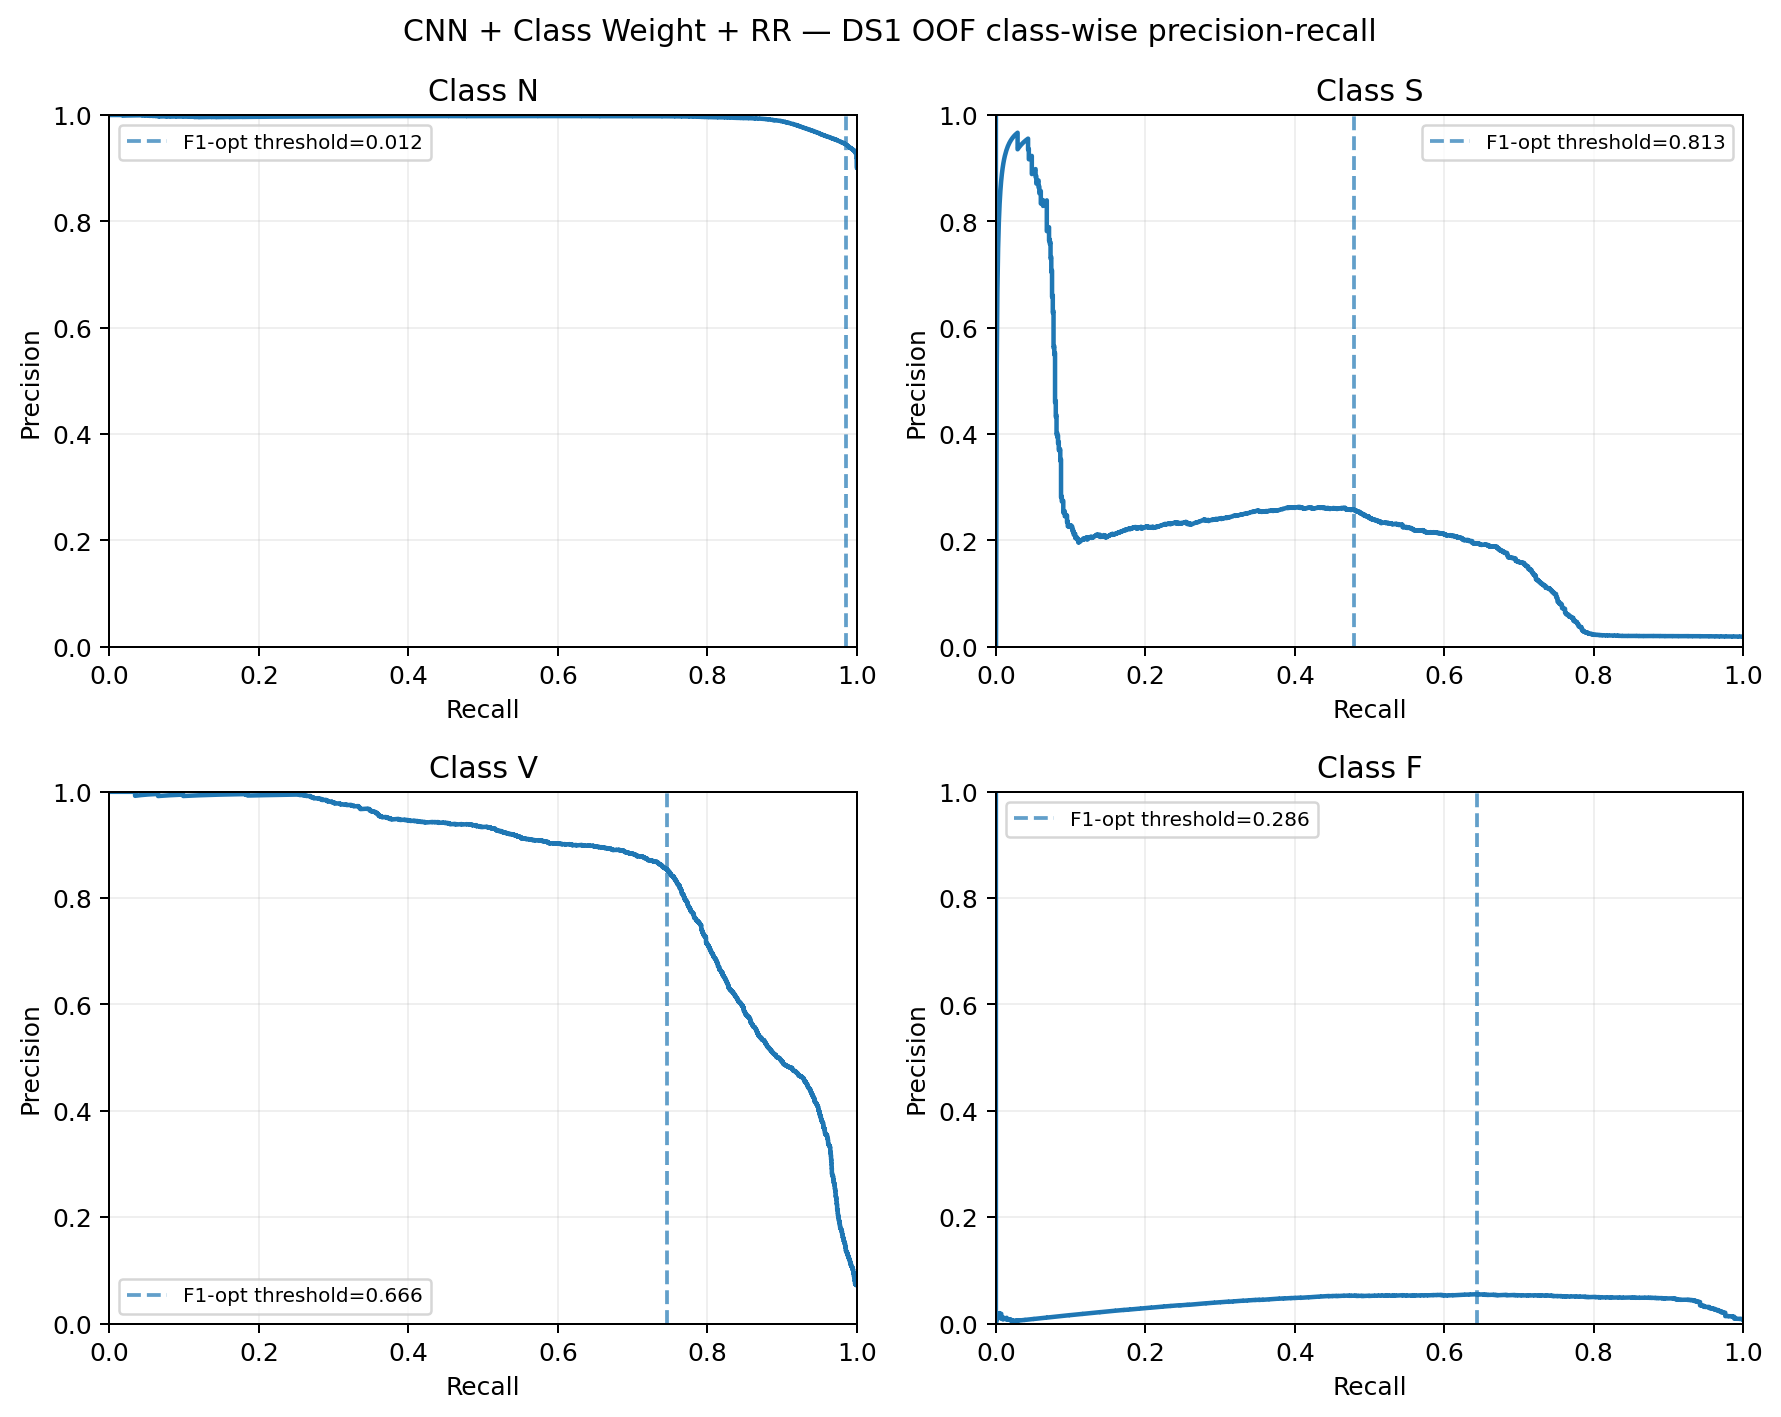 CNN + Class Weight + RR — DS1 OOF class-wise precision-recall
Class N
1.0
0.8
0.6
0.4
0.2
0.0
Precision
F1-opt threshold=0.012
0.0 0.2 0.4 0.6 0.8 1.0
Recall
Class S
1.0
0.8
0.6
0.4
0.2
0.0
Precision
F1-opt threshold=0.813
0.0 0.2 0.4 0.6 0.8 1.0
Recall
Class V
1.0
0.8
0.6
0.4
0.2
0.0
Precision
F1-opt threshold=0.666
0.0 0.2 0.4 0.6 0.8 1.0
Recall
Class F
1.0
0.8
0.6
0.4
0.2
0.0
Precision
F1-opt threshold=0.286
0.0 0.2 0.4 0.6 0.8 1.0
Recall